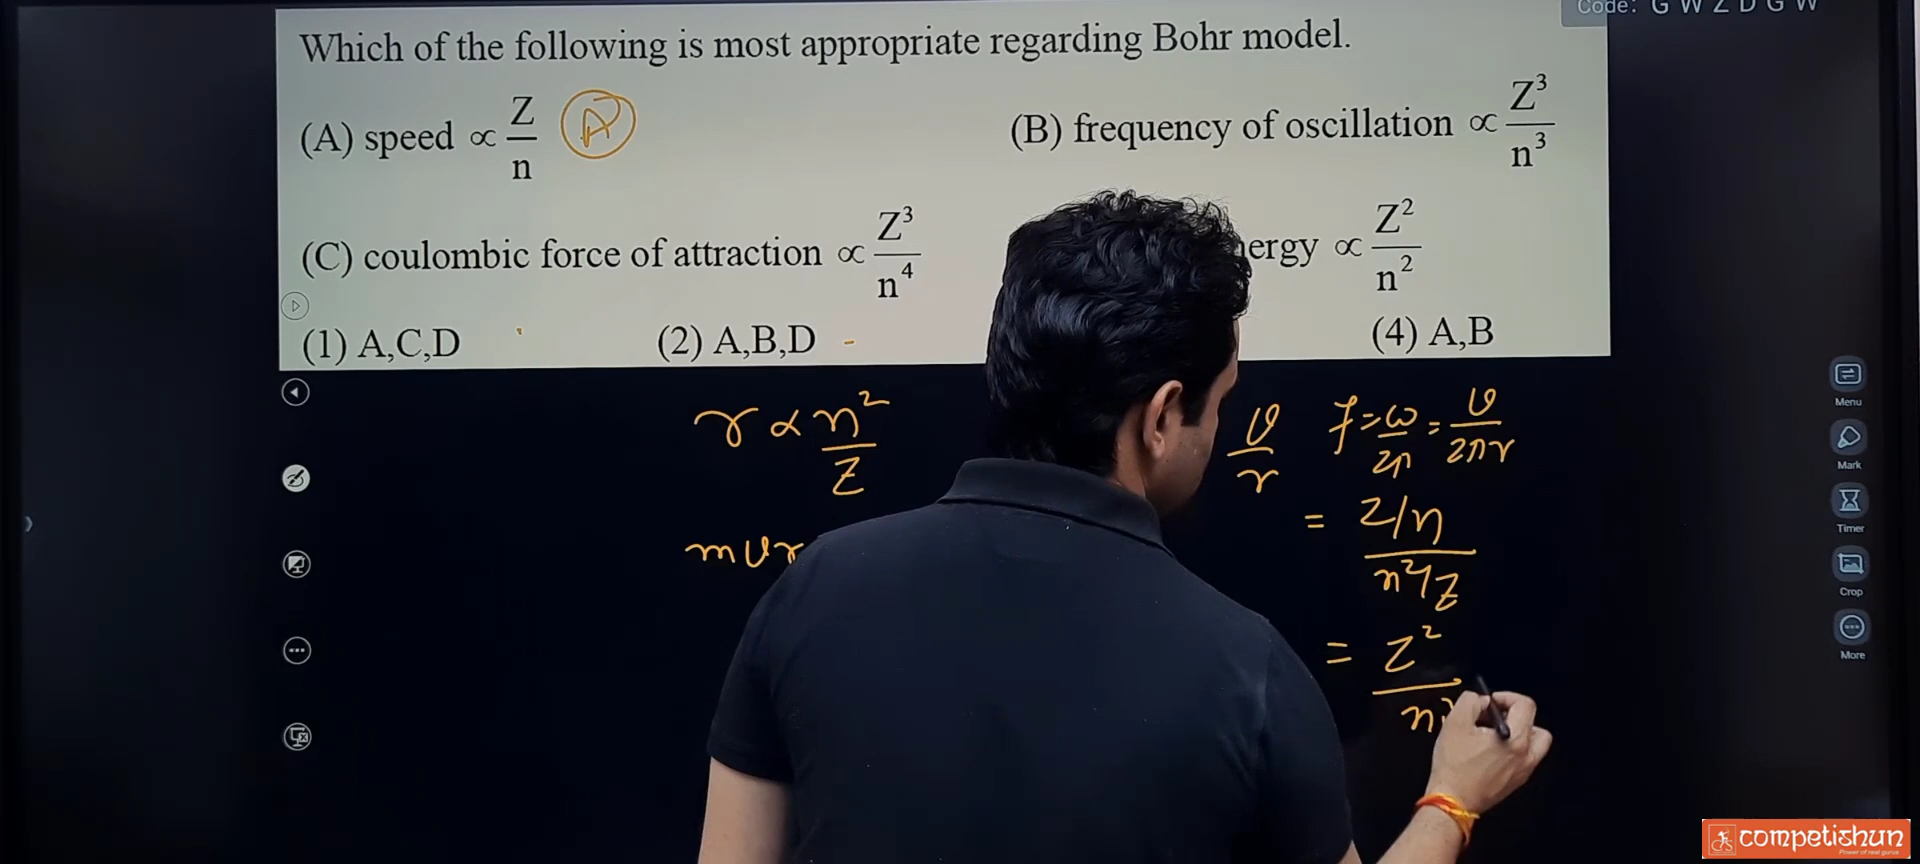 Code: G W Z D G W
Which of the following is most appropriate regarding Bohr model.
(A) speed ∝ Z/n A
(B) frequency of oscillation ∝ Z³/n³
(C) coulombic force of attraction ∝ Z³/n⁴
ergy ∝ Z²/n²
(1) A,C,D (2) A,B,D (4) A,B
r ∝ n²/Z
mvr
v/r
f = ω/2π = v/2πr
= Z/n / n²/Z
= Z² / n
Menu
Mark
Timer
Crop
More
competishun